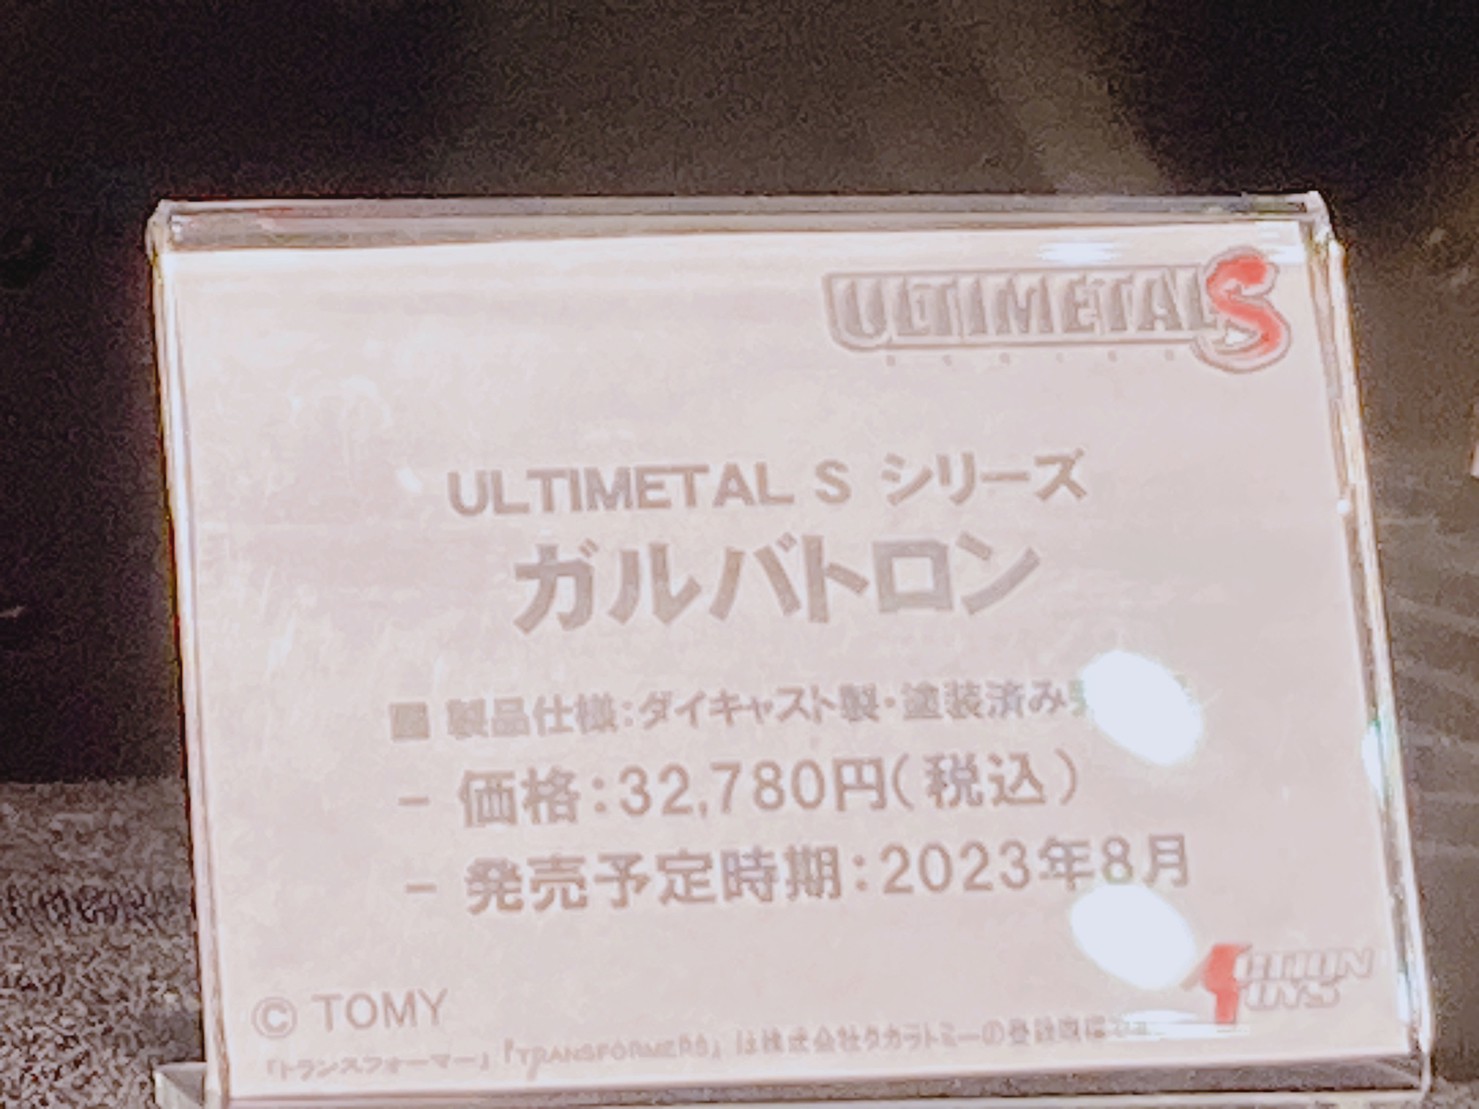 ULTIMETAL S
SERIES
ULTIMETAL S シリーズ
ガルバトロン
■ 製品仕様：ダイキャスト製・塗装済み
− 価格：32,780円（税込）
− 発売予定時期：2023年8月
ACTION TOYS
© TOMY
「トランスフォーマー」『TRANSFORMERS』は株式会社タカラトミーの登録商標です。